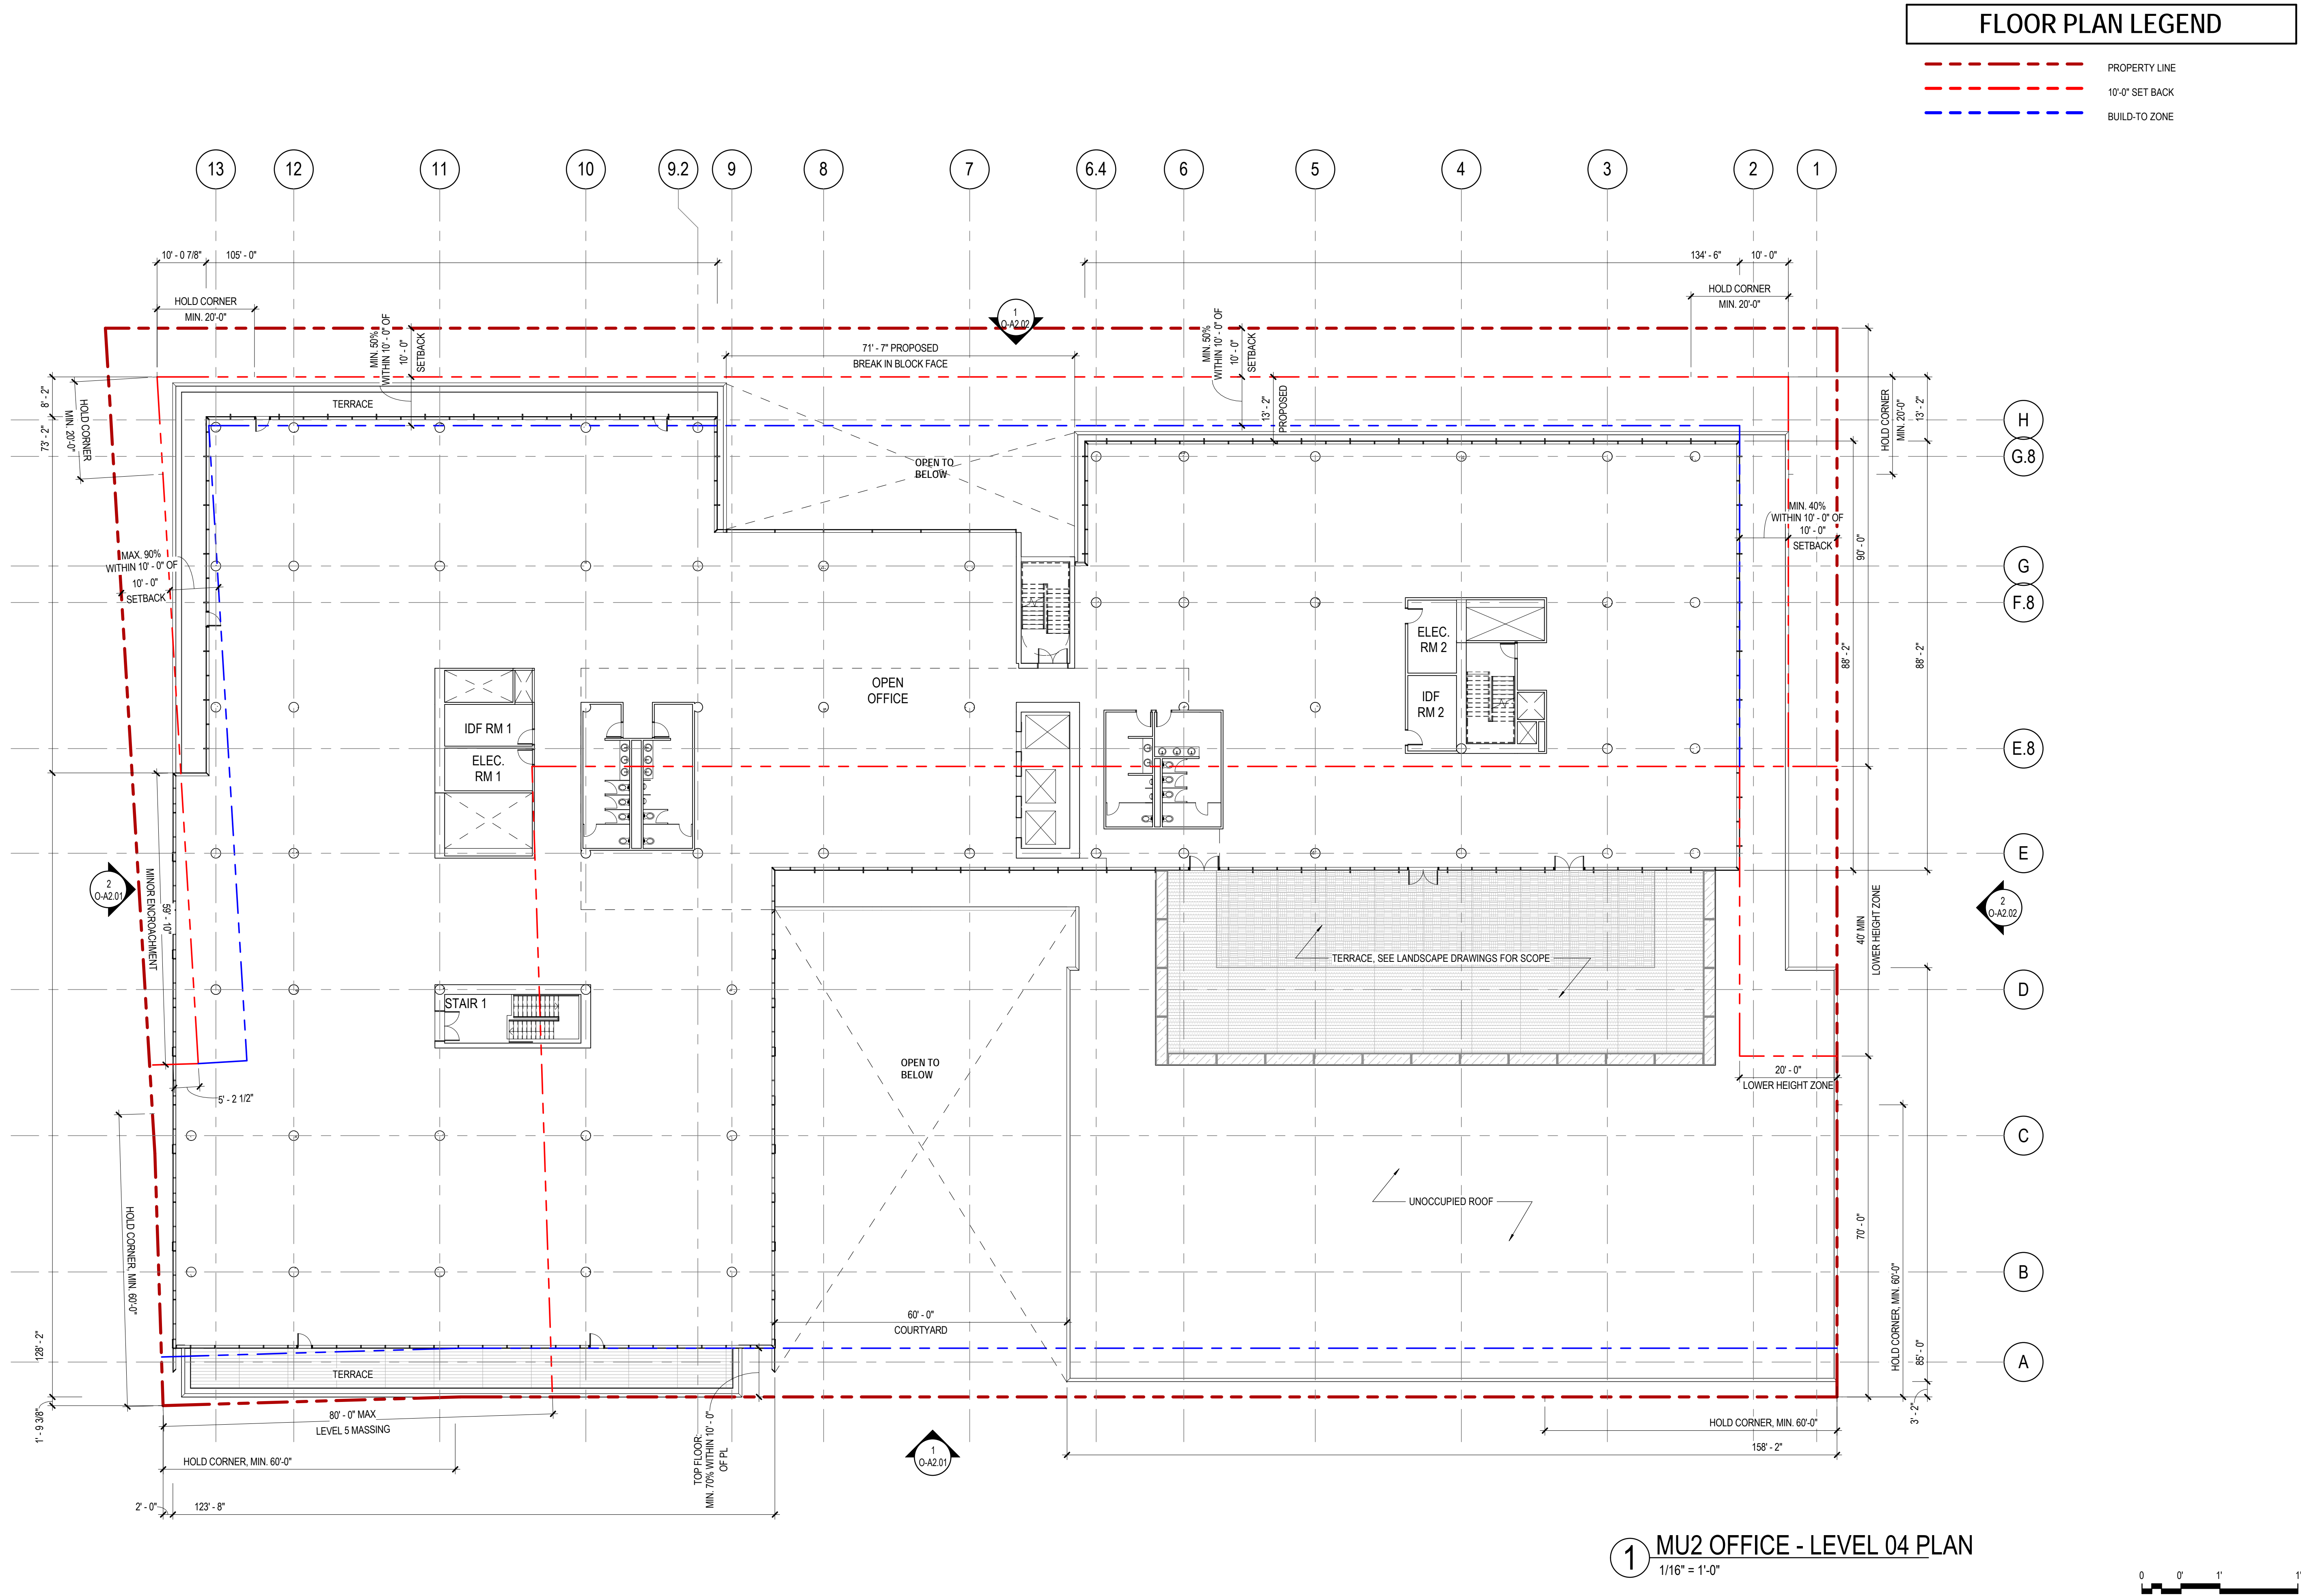 FLOOR PLAN LEGEND
PROPERTY LINE
10'-0" SET BACK
BUILD-TO ZONE
13
12
11
10
9.2
9
8
7
6.4
6
5
4
3
2
1
10' - 0 7/8"
105' - 0"
134' - 6"
10' - 0"
HOLD CORNER
MIN. 20'-0"
HOLD CORNER
MIN. 20'-0"
MIN. 50%
WITHIN 10' - 0" OF
10' - 0"
SETBACK
1
O-A2.02
MIN. 50%
WITHIN 10' - 0" OF
10' - 0"
SETBACK
71' - 7" PROPOSED
BREAK IN BLOCK FACE
8' - 2"
73' - 2"
HOLD CORNER
MIN. 20'-0"
TERRACE
13' - 2"
PROPOSED
HOLD CORNER
MIN. 20'-0"
13' - 2"
H
G.8
OPEN TO
BELOW
MIN. 40%
WITHIN 10' - 0" OF
10' - 0"
SETBACK
90' - 0"
MAX. 90%
WITHIN 10' - 0" OF
10' - 0"
SETBACK
G
F.8
ELEC.
RM 2
88' - 2"
88' - 2"
OPEN
OFFICE
IDF
RM 2
IDF RM 1
ELEC.
RM 1
E.8
E
2
O-A2.01
MINOR ENCROACHMENT
59' - 10"
2
O-A2.02
40' MIN
LOWER HEIGHT ZONE
TERRACE, SEE LANDSCAPE DRAWINGS FOR SCOPE
D
STAIR 1
OPEN TO
BELOW
20' - 0"
LOWER HEIGHT ZONE
5' - 2 1/2"
C
UNOCCUPIED ROOF
70' - 0"
HOLD CORNER, MIN. 60'-0"
HOLD CORNER, MIN. 60'-0"
B
60' - 0"
COURTYARD
128' - 2"
85' - 0"
A
TERRACE
1' - 9 3/8"
80' - 0" MAX
LEVEL 5 MASSING
3' - 2"
TOP FLOOR:
MIN. 70% WITHIN 10' - 0"
OF PL
HOLD CORNER, MIN. 60'-0"
158' - 2"
1
O-A2.01
HOLD CORNER, MIN. 60'-0"
2' - 0"
123' - 8"
1
MU2 OFFICE - LEVEL 04 PLAN
1/16" = 1'-0"
0
0'
1'
1'